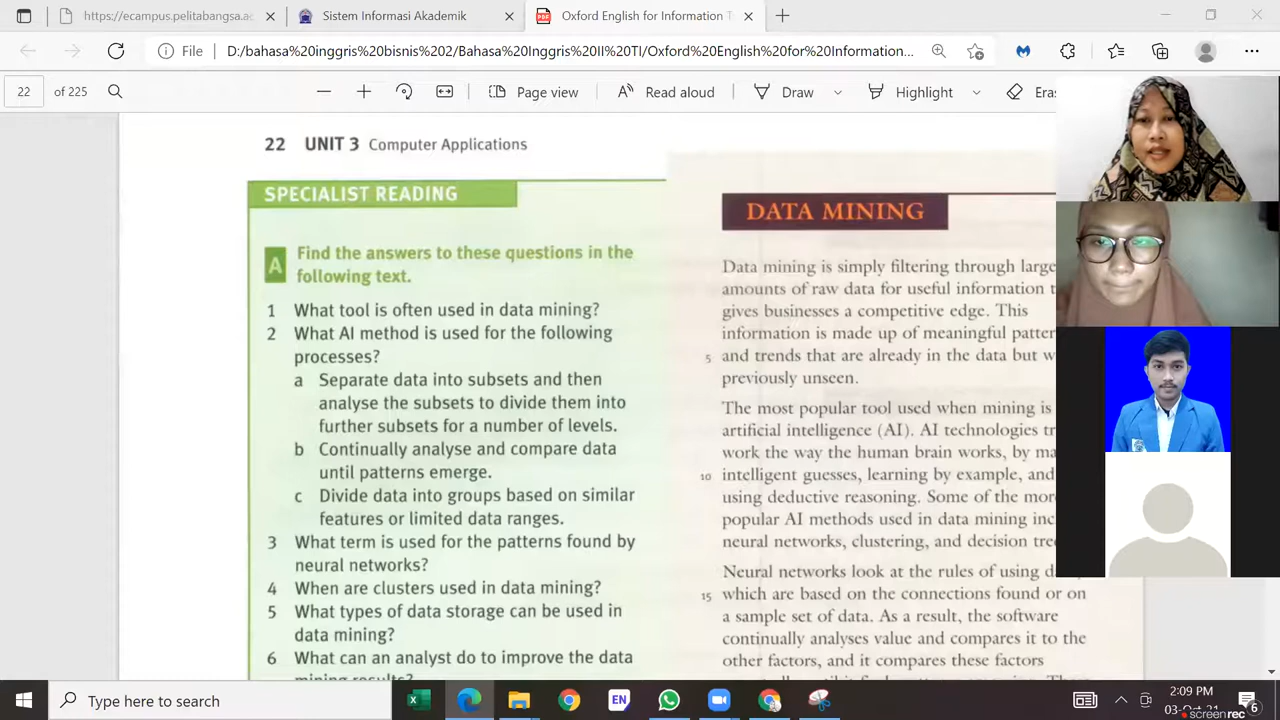 https://ecampus.pelitabangsa.ac
Sistem Informasi Akademik
Oxford English for Information T
File
D:/bahasa%20inggris%20bisnis%202/Bahasa%20Inggris%20II%20TI/Oxford%20English%20for%20Information...
22
of 225
Page view
Read aloud
Draw
Highlight
Eras
22 UNIT 3 Computer Applications
SPECIALIST READING
A Find the answers to these questions in the
following text.
1 What tool is often used in data mining?
2 What AI method is used for the following
processes?
a Separate data into subsets and then
analyse the subsets to divide them into
further subsets for a number of levels.
b Continually analyse and compare data
until patterns emerge.
c Divide data into groups based on similar
features or limited data ranges.
3 What term is used for the patterns found by
neural networks?
4 When are clusters used in data mining?
5 What types of data storage can be used in
data mining?
6 What can an analyst do to improve the data
mining results?
DATA MINING
Data mining is simply filtering through large
amounts of raw data for useful information t
gives businesses a competitive edge. This
information is made up of meaningful patter
5 and trends that are already in the data but w
previously unseen.
The most popular tool used when mining is
artificial intelligence (AI). AI technologies tr
work the way the human brain works, by ma
10 intelligent guesses, learning by example, and
using deductive reasoning. Some of the more
popular AI methods used in data mining inc
neural networks, clustering, and decision tre
Neural networks look at the rules of using d
15 which are based on the connections found or on
a sample set of data. As a result, the software
continually analyses value and compares it to the
other factors, and it compares these factors
Type here to search
EN
2:09 PM
03-Oct-21
6
screenrec